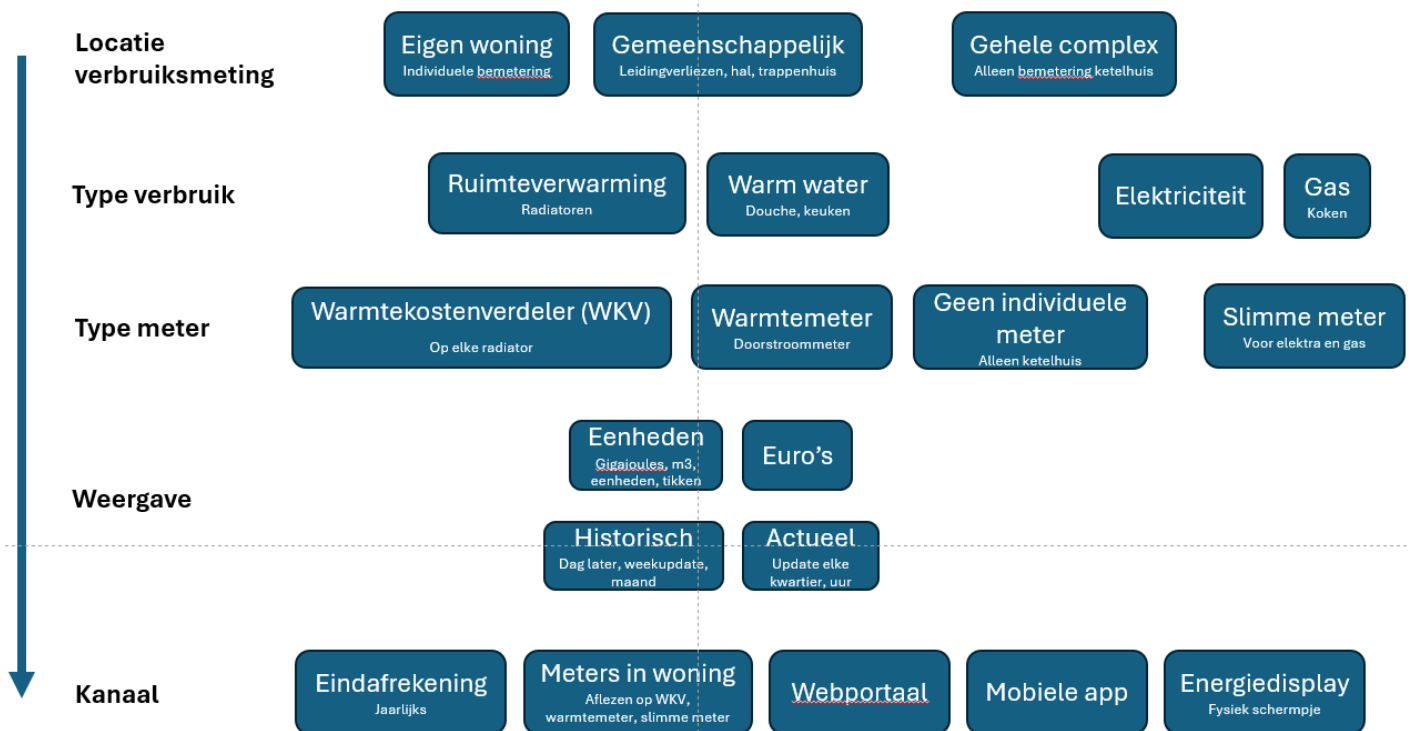 Locatie
verbruiksmeting
Eigen woning
Individuele bemetering
Gemeenschappelijk
Leidingverliezen, hal, trappenhuis
Gehele complex
Alleen bemetering ketelhuis
Type verbruik
Ruimteverwarming
Radiatoren
Warm water
Douche, keuken
Elektriciteit
Gas
Koken
Type meter
Warmtekostenverdeler (WKV)
Op elke radiator
Warmtemeter
Doorstroommeter
Geen individuele
meter
Alleen ketelhuis
Slimme meter
Voor elektra en gas
Weergave
Eenheden
Gigajoules, m3,
eenheden, tikken
Euro's
Historisch
Dag later, weekupdate,
maand
Actueel
Update elke
kwartier, uur
Kanaal
Eindafrekening
Jaarlijks
Meters in woning
Aflezen op WKV,
warmtemeter, slimme meter
Webportaal
Mobiele app
Energiedisplay
Fysiek schermpje